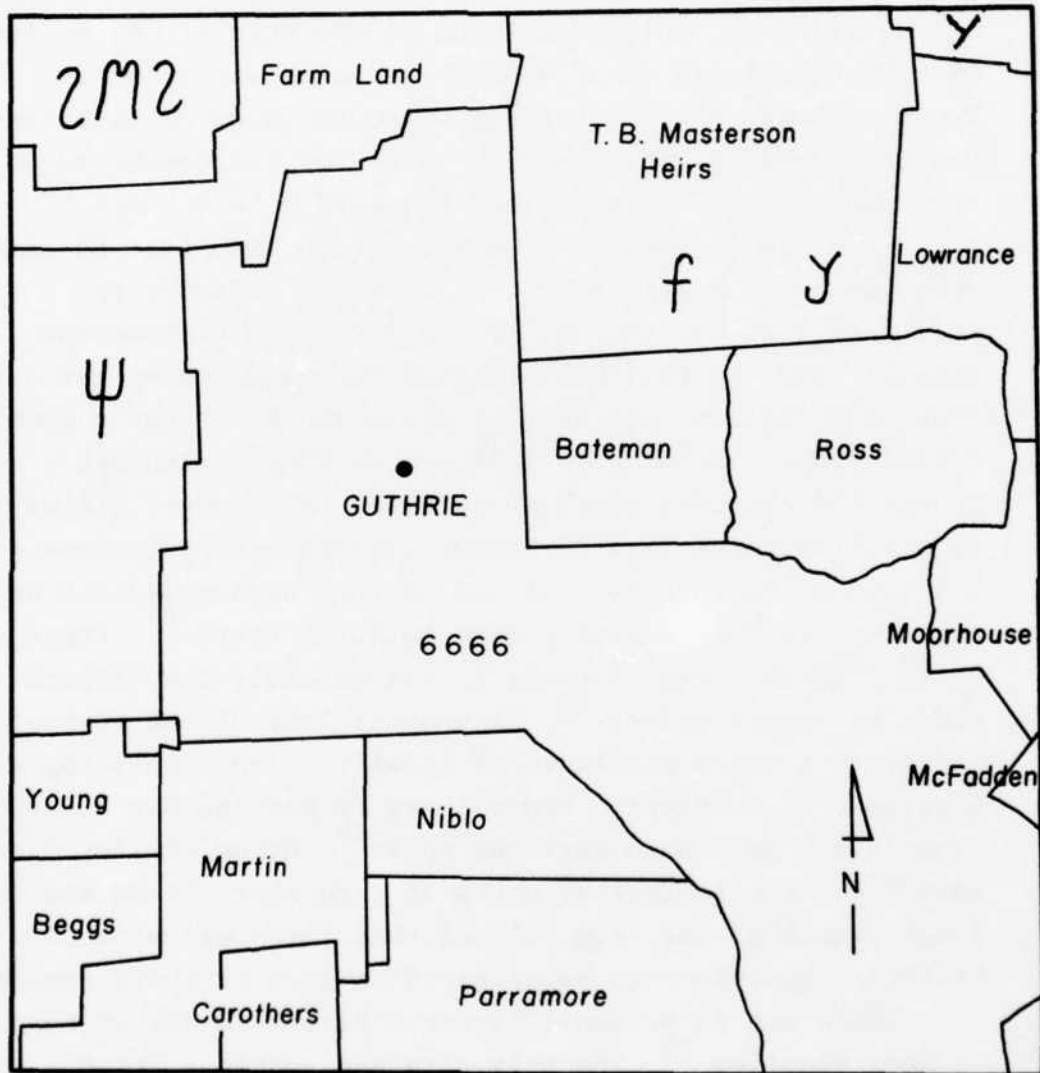 Farm Land
T. B. Masterson
Heirs
f y
Lowrance
Bateman
Ross
GUTHRIE
6666
Moorhouse
Young
Niblo
McFadden
Martin
N
Beggs
Parramore
Carothers